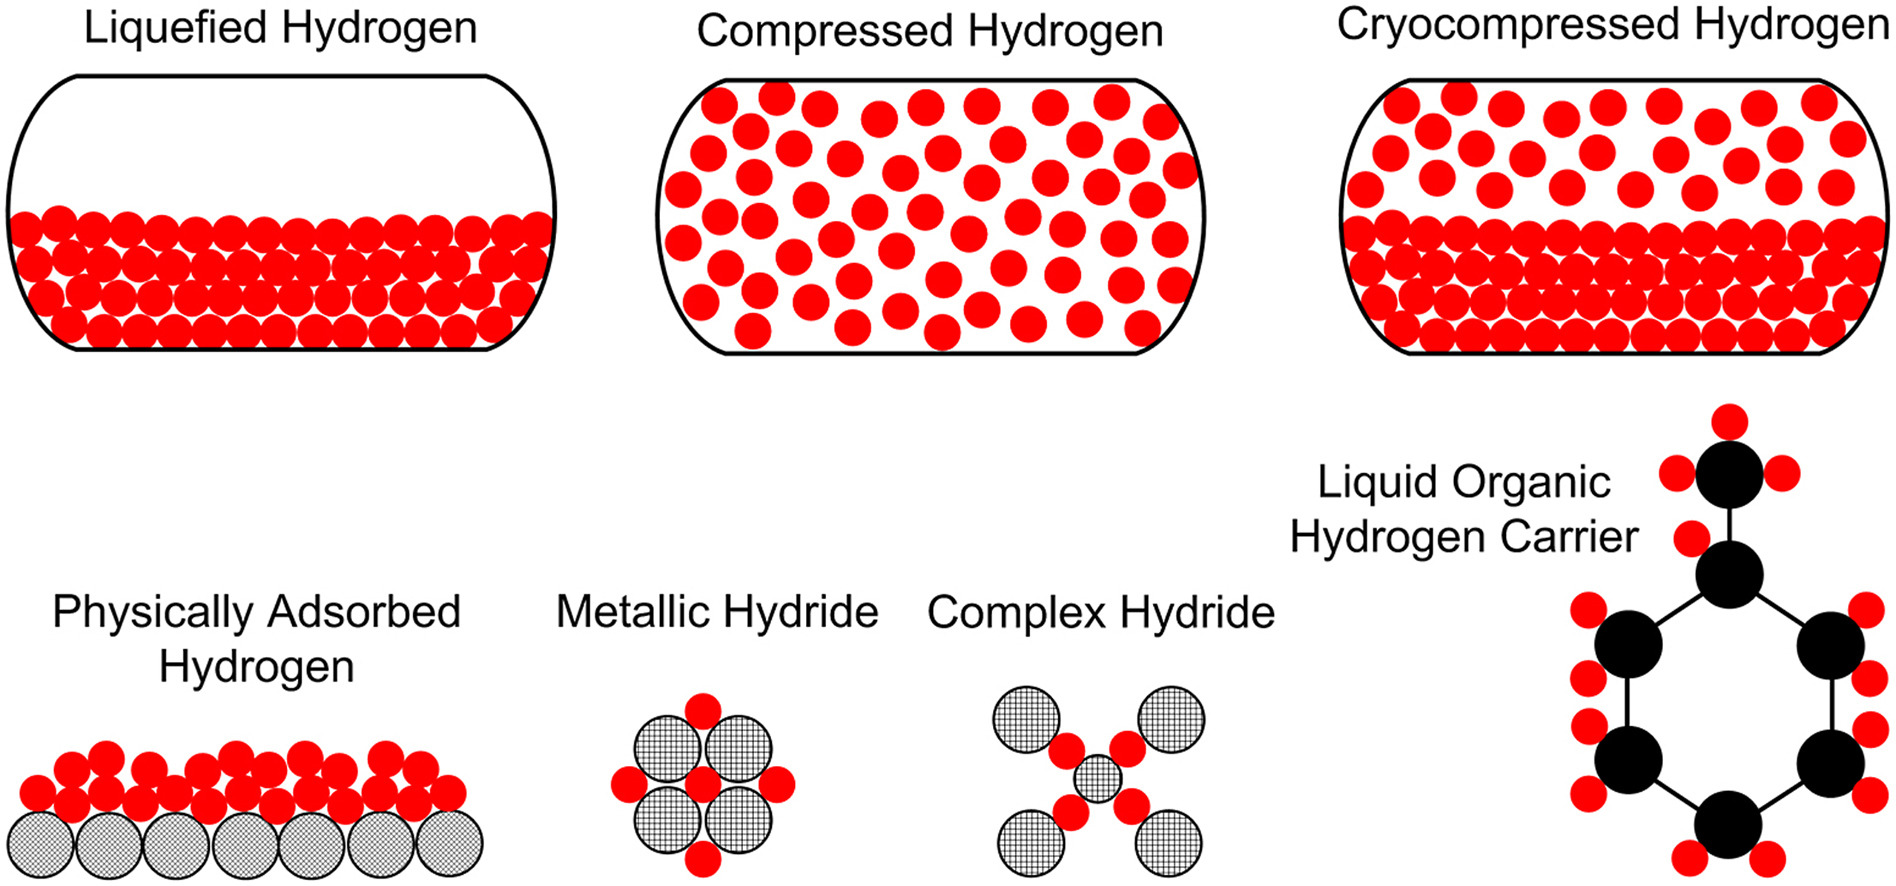 Liquefied Hydrogen
Compressed Hydrogen
Cryocompressed Hydrogen
Physically Adsorbed
Hydrogen
Metallic Hydride
Complex Hydride
Liquid Organic
Hydrogen Carrier